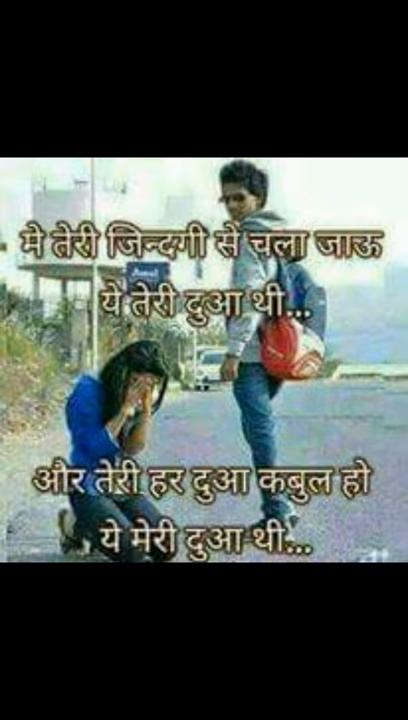 मे तेरी जिन्दगी से चला जाऊ
ये तेरी दुआ थी...
और तेरी हर दुआ कबुल हो
ये मेरी दुआ थी...